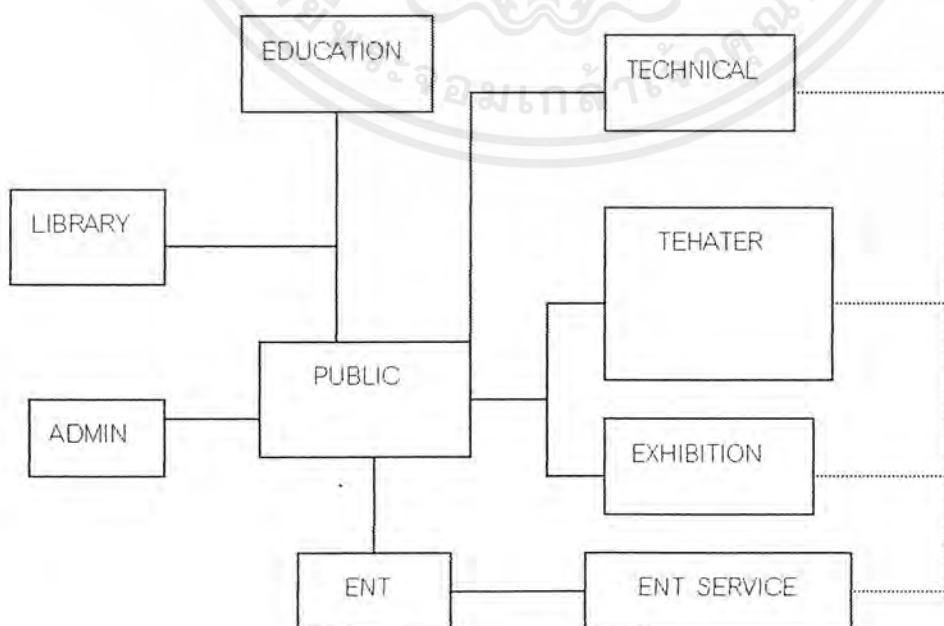 EDUCATION
TECHNICAL
LIBRARY
TEHATER
PUBLIC
ADMIN
EXHIBITION
ENT
ENT SERVICE